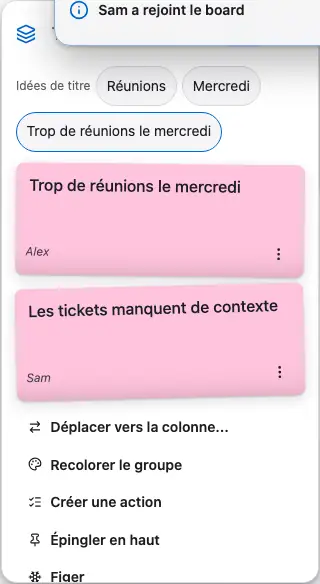 Sam a rejoint le board
Idées de titre
Réunions
Mercredi
Trop de réunions le mercredi
Trop de réunions le mercredi
Alex
Les tickets manquent de contexte
Sam
Déplacer vers la colonne...
Recolorer le groupe
Créer une action
Épingler en haut
Figer